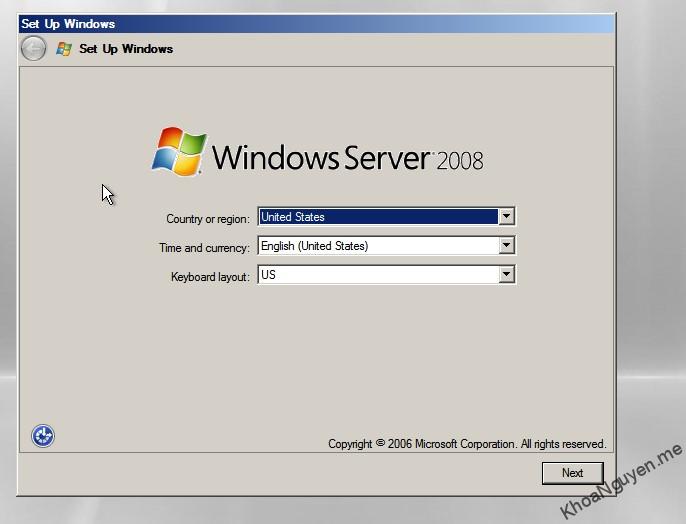 Set Up Windows
Set Up Windows
Windows Server 2008
Country or region: United States
Time and currency: English (United States)
Keyboard layout: US
Copyright © 2006 Microsoft Corporation. All rights reserved.
Next
KhoaNguyen.me